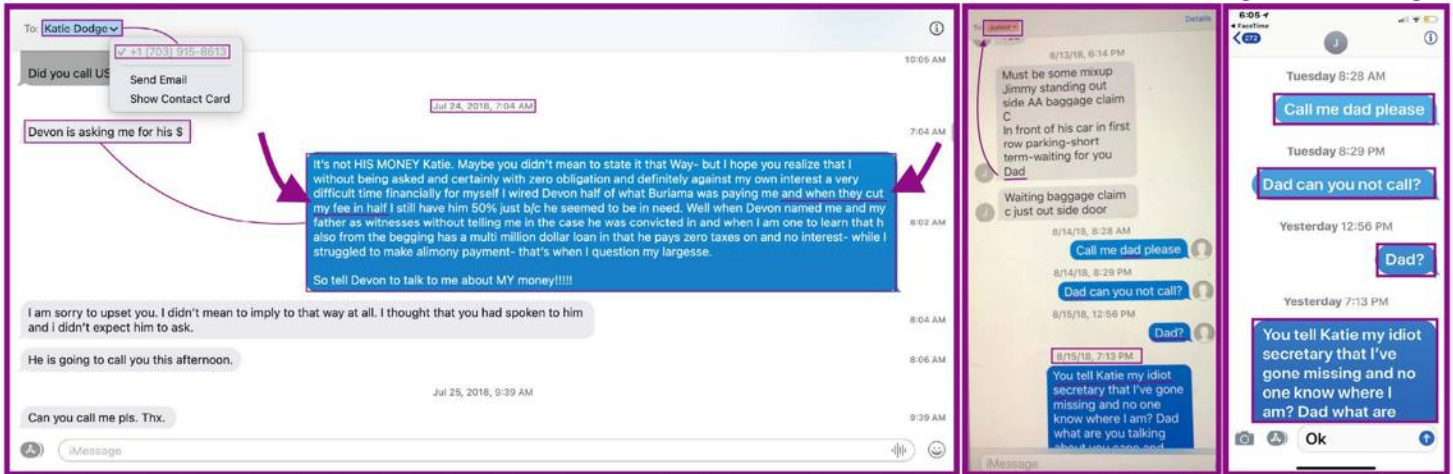 To: Katie Dodge
✓ +1 (703) 915-8613
Send Email
Show Contact Card
Did you call US
10:05 AM
Jul 24, 2018, 7:04 AM
Devon is asking me for his $
7:04 AM
It's not HIS MONEY Katie. Maybe you didn't mean to state it that Way- but I hope you realize that I
without being asked and certainly with zero obligation and definitely against my own interest a very
difficult time financially for myself I wired Devon half of what Buriama was paying me and when they cut
my fee in half I still have him 50% just b/c he seemed to be in need. Well when Devon named me and my
father as witnesses without telling me in the case he was convicted in and when I am one to learn that h
also from the begging has a multi million dollar loan in that he pays zero taxes on and no interest- while I
struggled to make alimony payment- that's when I question my largesse.
So tell Devon to talk to me about MY money!!!!!
8:02 AM
I am sorry to upset you. I didn't mean to imply to that way at all. I thought that you had spoken to him
and i didn't expect him to ask.
8:04 AM
He is going to call you this afternoon.
8:06 AM
Jul 25, 2018, 9:39 AM
Can you call me pls. Thx.
9:39 AM
iMessage
To:
Details
8/13/18, 6:14 PM
Must be some mixup
Jimmy standing out
side AA baggage claim
C
In front of his car in first
row parking-short
term-waiting for you
Dad
J
Waiting baggage claim
c just out side door
J
8/14/18, 8:28 AM
Call me dad please
8/14/18, 8:29 PM
Dad can you not call?
8/15/18, 12:56 PM
Dad?
8/15/18, 7:13 PM
You tell Katie my idiot
secretary that I've gone
missing and no one
know where I am? Dad
what are you talking
about you
iMessage
6:05
FaceTime
272
J
Tuesday 8:28 AM
Call me dad please
Tuesday 8:29 PM
Dad can you not call?
Yesterday 12:56 PM
Dad?
Yesterday 7:13 PM
You tell Katie my idiot
secretary that I've
gone missing and no
one know where I
am? Dad what are
Ok